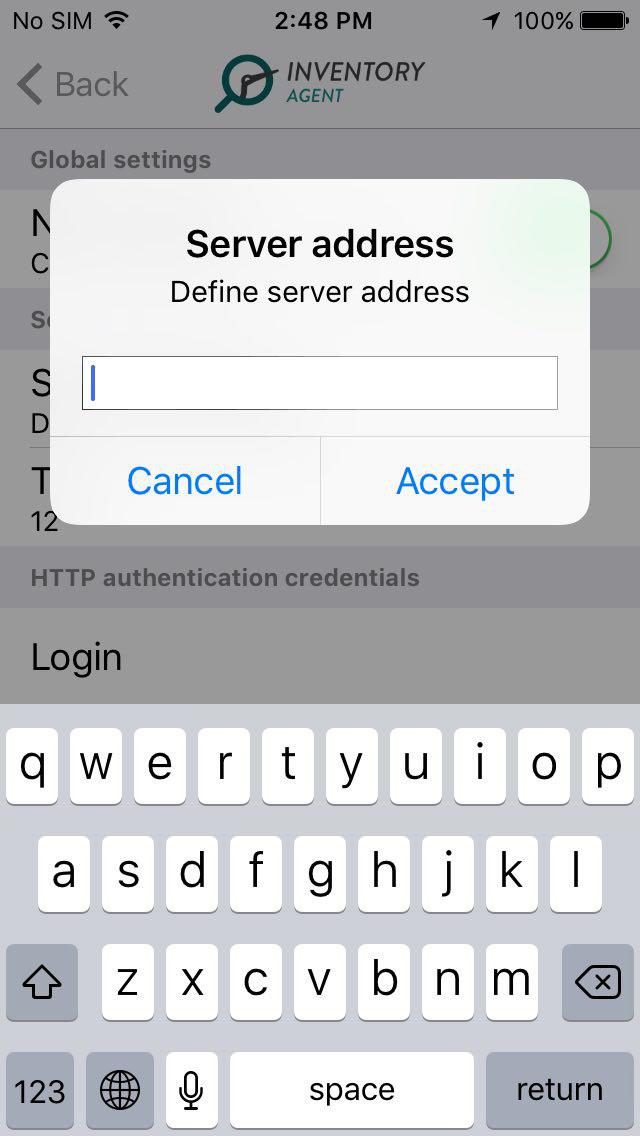 No SIM 2:48 PM 100%
Back INVENTORY
AGENT
Global settings
N
C
Server address
Define server address
S
D
T
12
Cancel Accept
HTTP authentication credentials
Login
q w e r t y u i o p
a s d f g h j k l
z x c v b n m
123 space return